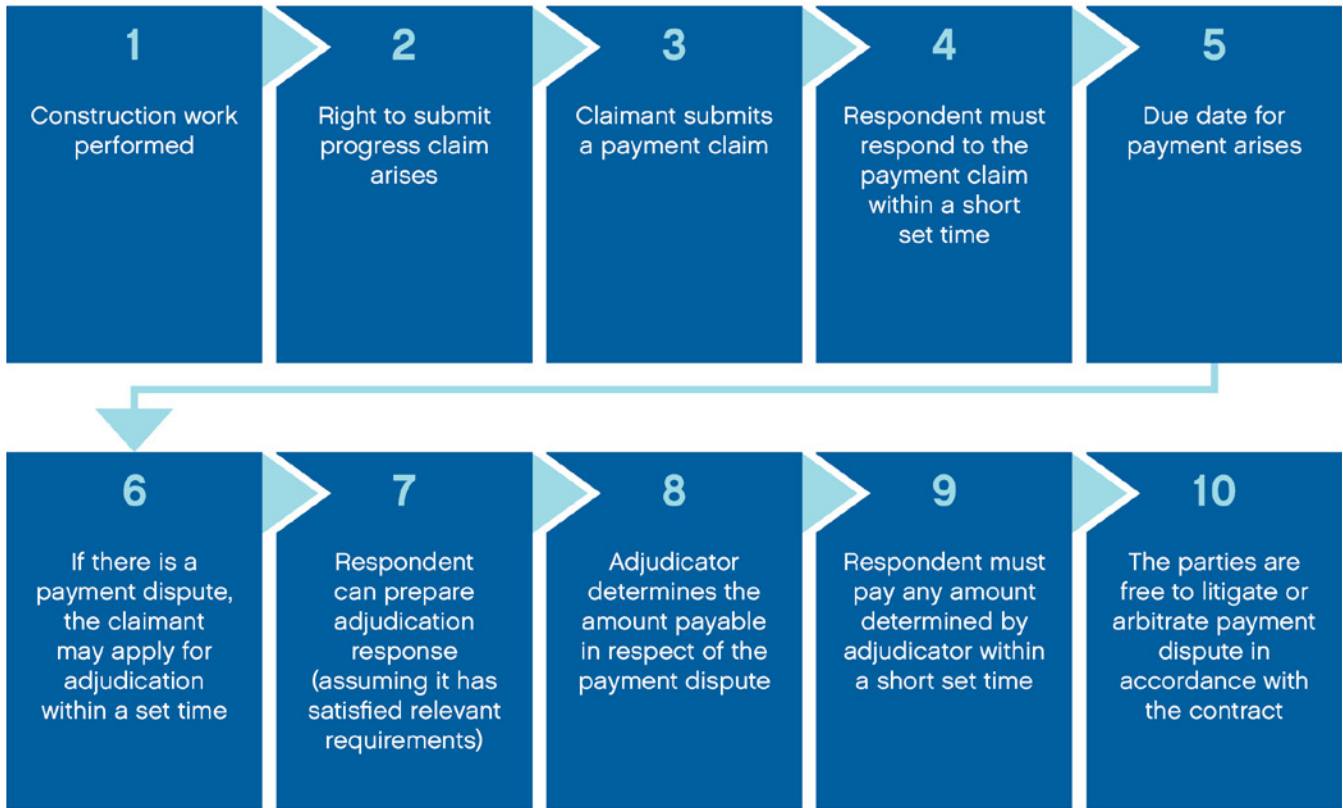 1
Construction work
performed
2
Right to submit
progress claim
arises
3
Claimant submits
a payment claim
4
Respondent must
respond to the
payment claim
within a short
set time
5
Due date for
payment arises
6
If there is a
payment dispute,
the claimant
may apply for
adjudication
within a set time
7
Respondent
can prepare
adjudication
response
(assuming it has
satisfied relevant
requirements)
8
Adjudicator
determines the
amount payable
in respect of the
payment dispute
9
Respondent must
pay any amount
determined by
adjudicator within
a short set time
10
The parties are
free to litigate or
arbitrate payment
dispute in
accordance with
the contract